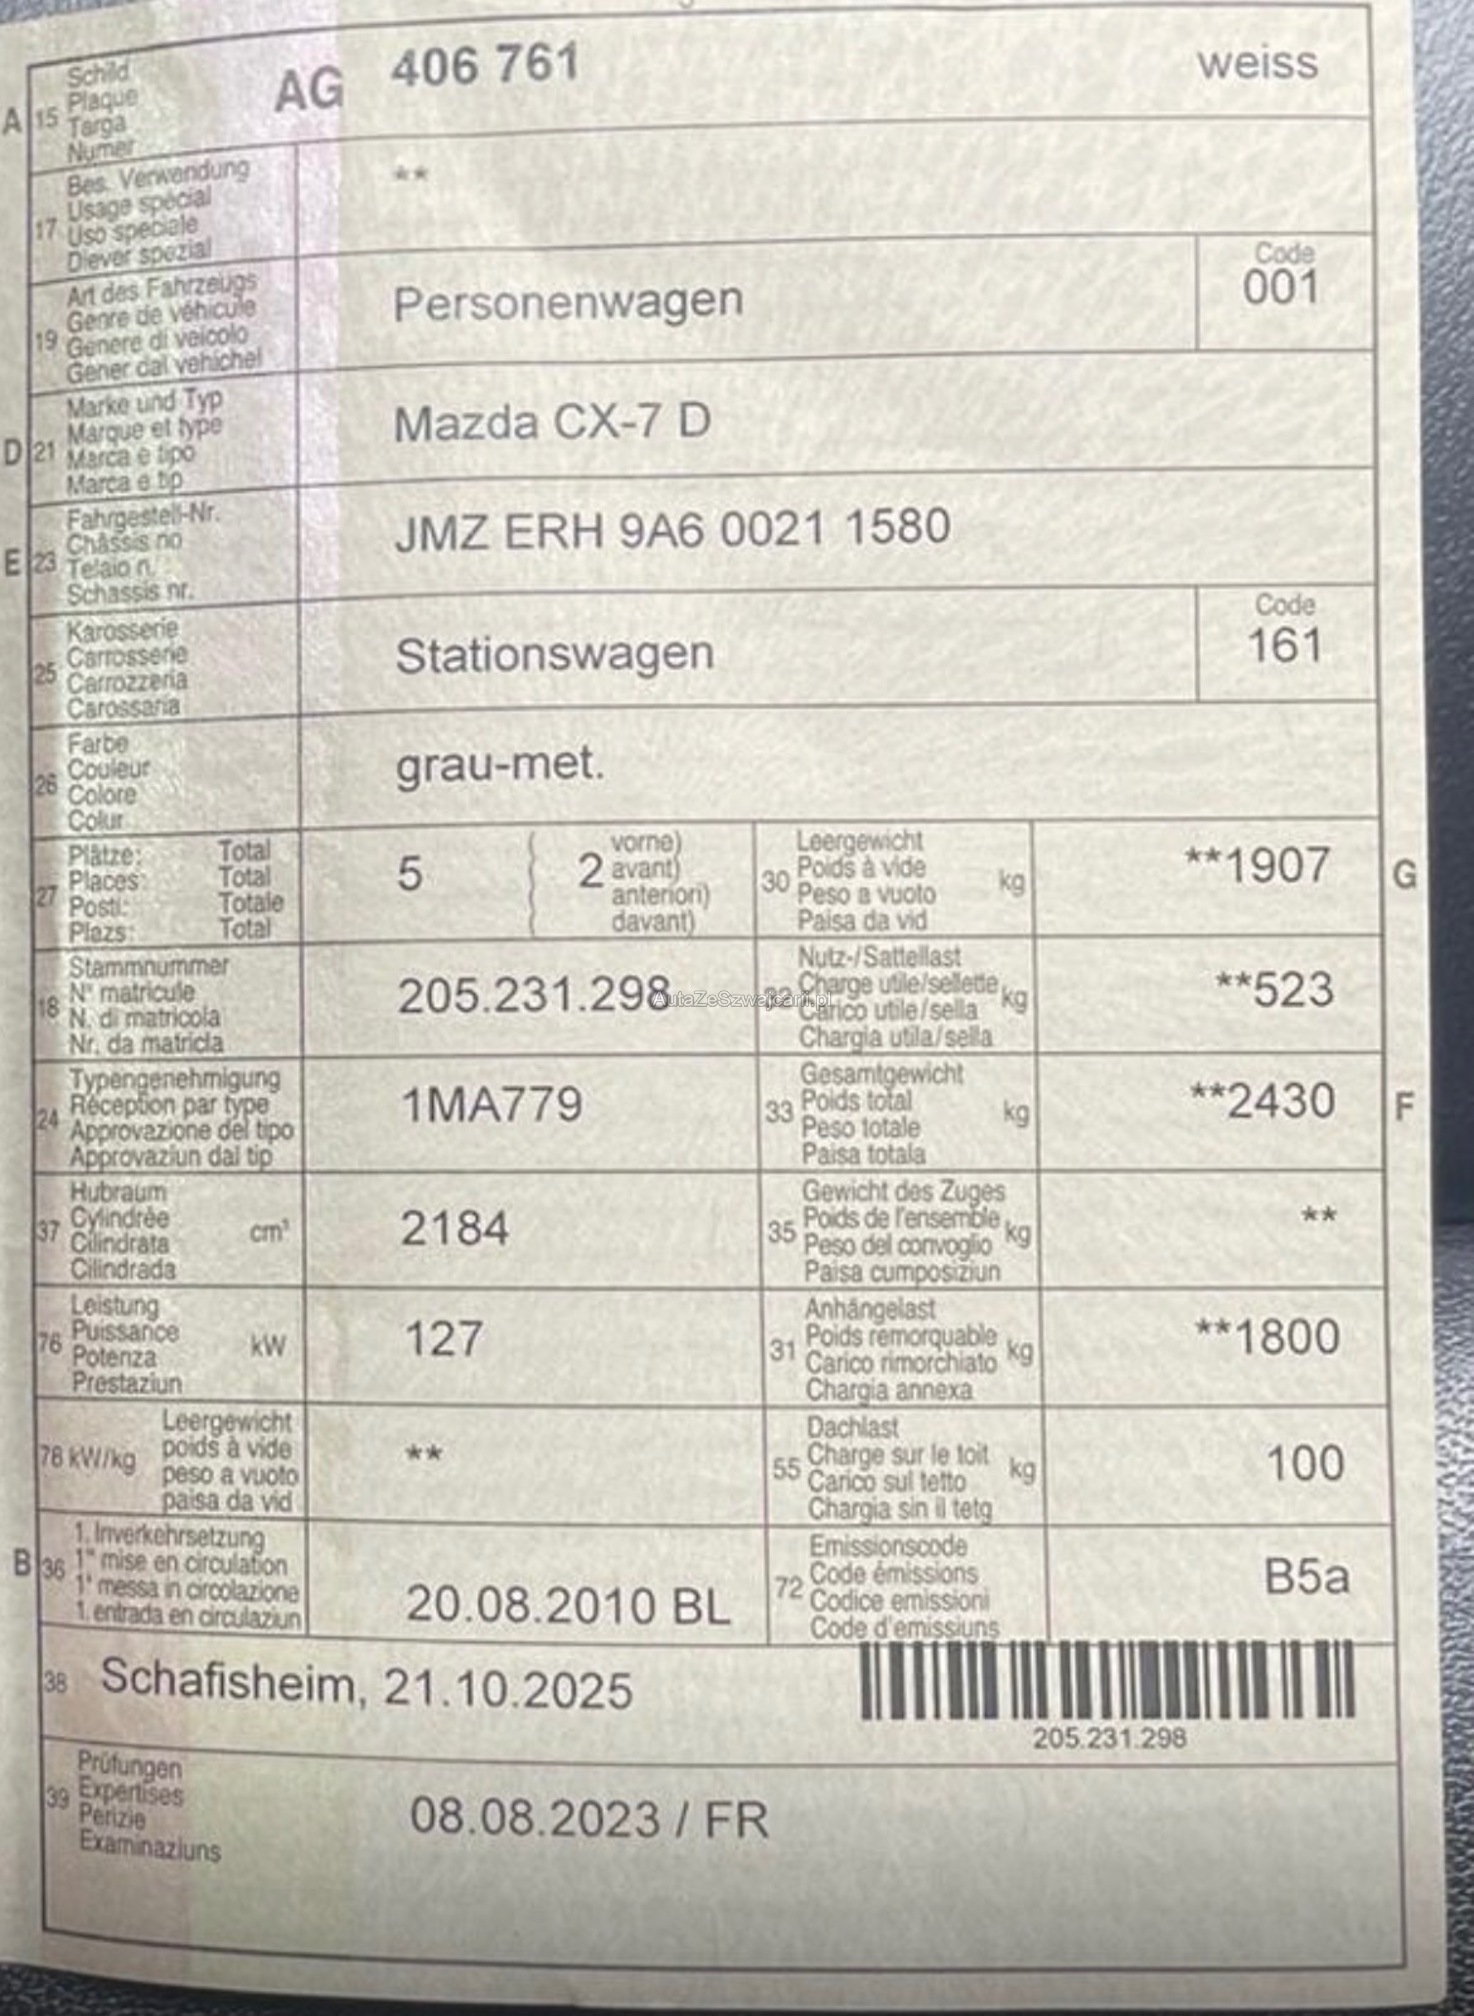 A 15 Schild
Plaque
Targa
Numer
AG 406 761 weiss
17 Bes. Verwendung
Usage spécial
Uso speciale
Diever spezial
**
19 Art des Fahrzeugs
Genre de véhicule
Genere di veicolo
Gener dal vehichel
Personenwagen
Code
001
D 21 Marke und Typ
Marque et type
Marca e tipo
Marca e tip
Mazda CX-7 D
E 23 Fahrgestell-Nr.
Châssis no
Telaio n.
Schassis nr.
JMZ ERH 9A6 0021 1580
25 Karosserie
Carrosserie
Carrozzeria
Carossaria
Stationswagen
Code
161
26 Farbe
Couleur
Colore
Colur
grau-met.
27 Plätze: Total
Places: Total
Posti: Totale
Plazs: Total
5 ( 2 vorne)
avant)
anteriori)
davant)
30 Leergewicht
Poids à vide
Peso a vuoto
Paisa da vid
kg
**1907 G
18 Stammnummer
N° matricule
N. di matricola
Nr. da matricla
205.231.298
AutaZeSzwajcarii.pl
32 Nutz-/Sattellast
Charge utile/sellette
Carico utile/sella
Chargia utila/sella
kg
**523
24 Typengenehmigung
Réception par type
Approvazione del tipo
Approvaziun dal tip
1MA779
33 Gesamtgewicht
Poids total
Peso totale
Paisa totala
kg
**2430 F
37 Hubraum
Cylindrée
Cilindrata
Cilindrada
cm³
2184
35 Gewicht des Zuges
Poids de l'ensemble
Peso del convoglio
Paisa cumposiziun
kg
**
76 Leistung
Puissance
Potenza
Prestaziun
kW
127
31 Anhängelast
Poids remorquable
Carico rimorchiato
Chargia annexa
kg
**1800
78 kW/kg Leergewicht
poids à vide
peso a vuoto
paisa da vid
**
55 Dachlast
Charge sur le toit
Carico sul tetto
Chargia sin il tetg
kg
100
B 36 1. Inverkehrsetzung
1re mise en circulation
1a messa in circolazione
1. entrada en circulaziun
20.08.2010 BL
72 Emissionscode
Code émissions
Codice emissioni
Code d'emissiuns
B5a
38 Schafisheim, 21.10.2025
205.231.298
39 Prüfungen
Expertises
Perizie
Examinaziuns
08.08.2023 / FR